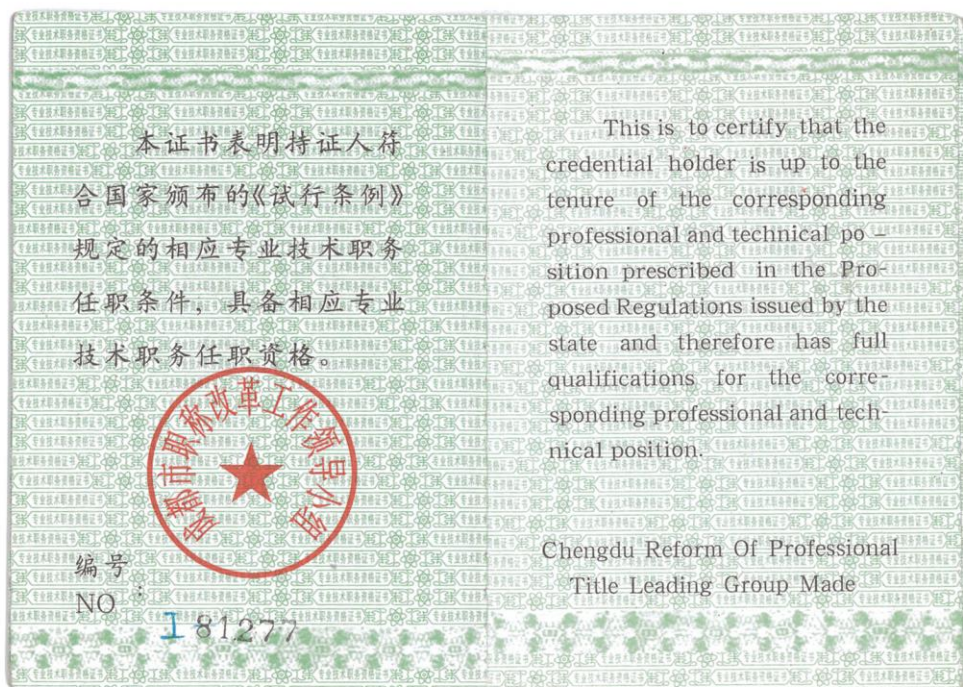 本证书表明持证人符
合国家颁布的《试行条例》
规定的相应专业技术职务
任职条件，具备相应专业
技术职务任职资格。
成都市职称改革工作领导小组
编号
NO：
181277
This is to certify that the
credential holder is up to the
tenure of the corresponding
professional and technical po –
sition prescribed in the Pro-
posed Regulations issued by the
state and therefore has full
qualifications for the corre-
sponding professional and tech-
nical position.
Chengdu Reform Of Professional
Title Leading Group Made